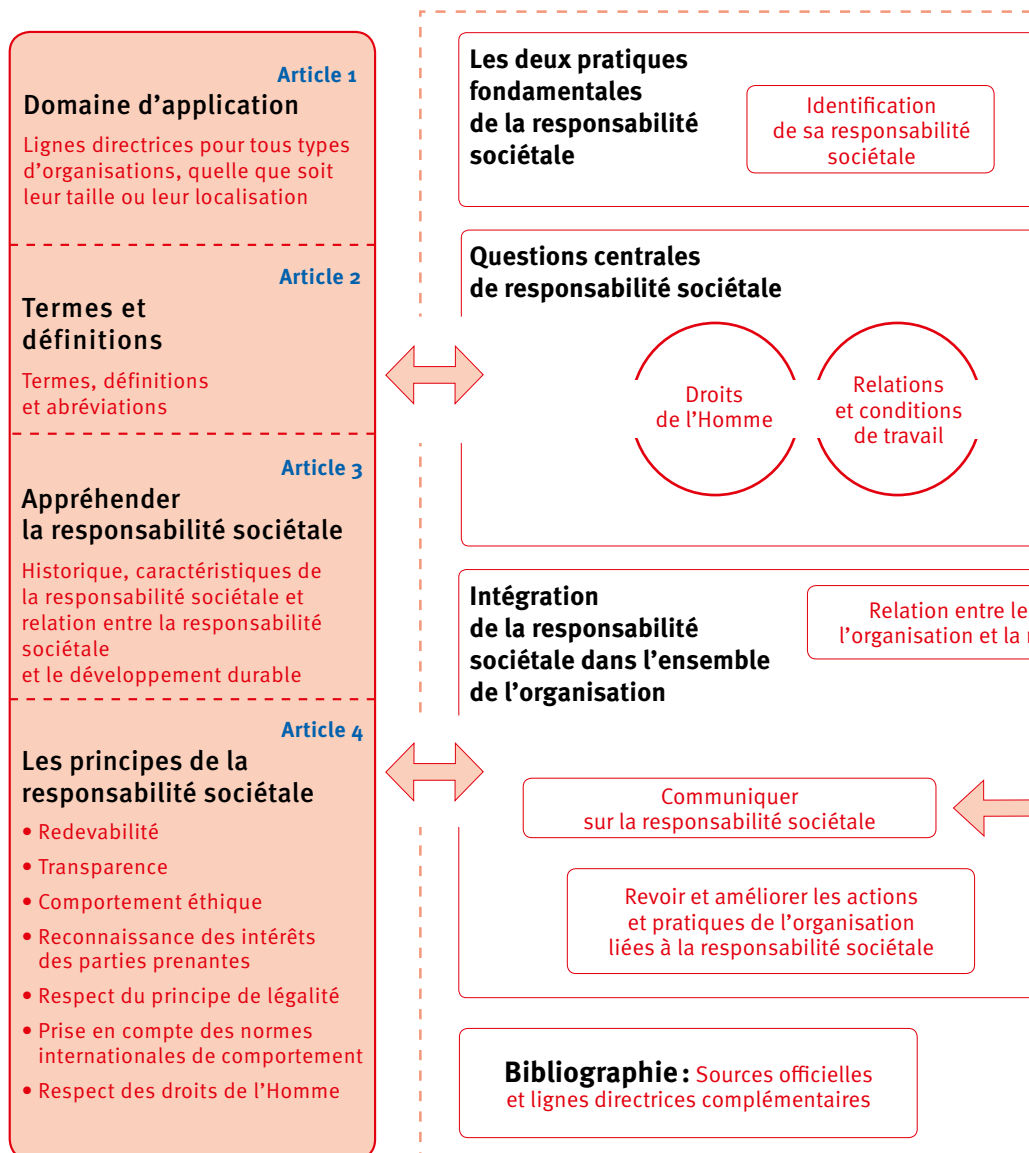 Article 1
Domaine d’application
Lignes directrices pour tous types
d’organisations, quelle que soit
leur taille ou leur localisation
Article 2
Termes et
définitions
Termes, définitions
et abréviations
Article 3
Appréhender
la responsabilité sociétale
Historique, caractéristiques de
la responsabilité sociétale et
relation entre la responsabilité
sociétale
et le développement durable
Article 4
Les principes de la
responsabilité sociétale
• Redevabilité
• Transparence
• Comportement éthique
• Reconnaissance des intérêts
des parties prenantes
• Respect du principe de légalité
• Prise en compte des normes
internationales de comportement
• Respect des droits de l’Homme
Les deux pratiques
fondamentales
de la responsabilité
sociétale
Identification
de sa responsabilité
sociétale
Questions centrales
de responsabilité sociétale
Droits
de l’Homme
Relations
et conditions
de travail
Intégration
de la responsabilité
sociétale dans l’ensemble
de l’organisation
Relation entre le
l’organisation et la
Communiquer
sur la responsabilité sociétale
Revoir et améliorer les actions
et pratiques de l’organisation
liées à la responsabilité sociétale
Bibliographie : Sources officielles
et lignes directrices complémentaires